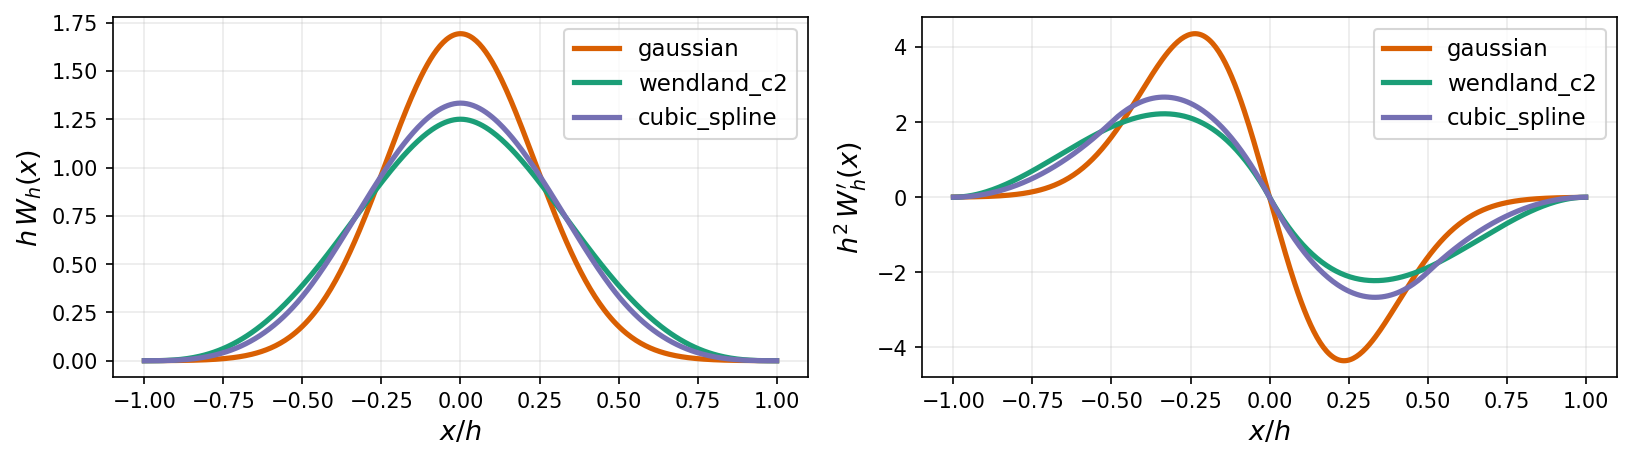 1.75
1.50
1.25
1.00
0.75
0.50
0.25
0.00
h W_h(x)
−1.00 −0.75 −0.50 −0.25 0.00 0.25 0.50 0.75 1.00
x/h
gaussian
wendland_c2
cubic_spline
4
2
0
−2
−4
h² W′_h(x)
−1.00 −0.75 −0.50 −0.25 0.00 0.25 0.50 0.75 1.00
x/h
gaussian
wendland_c2
cubic_spline